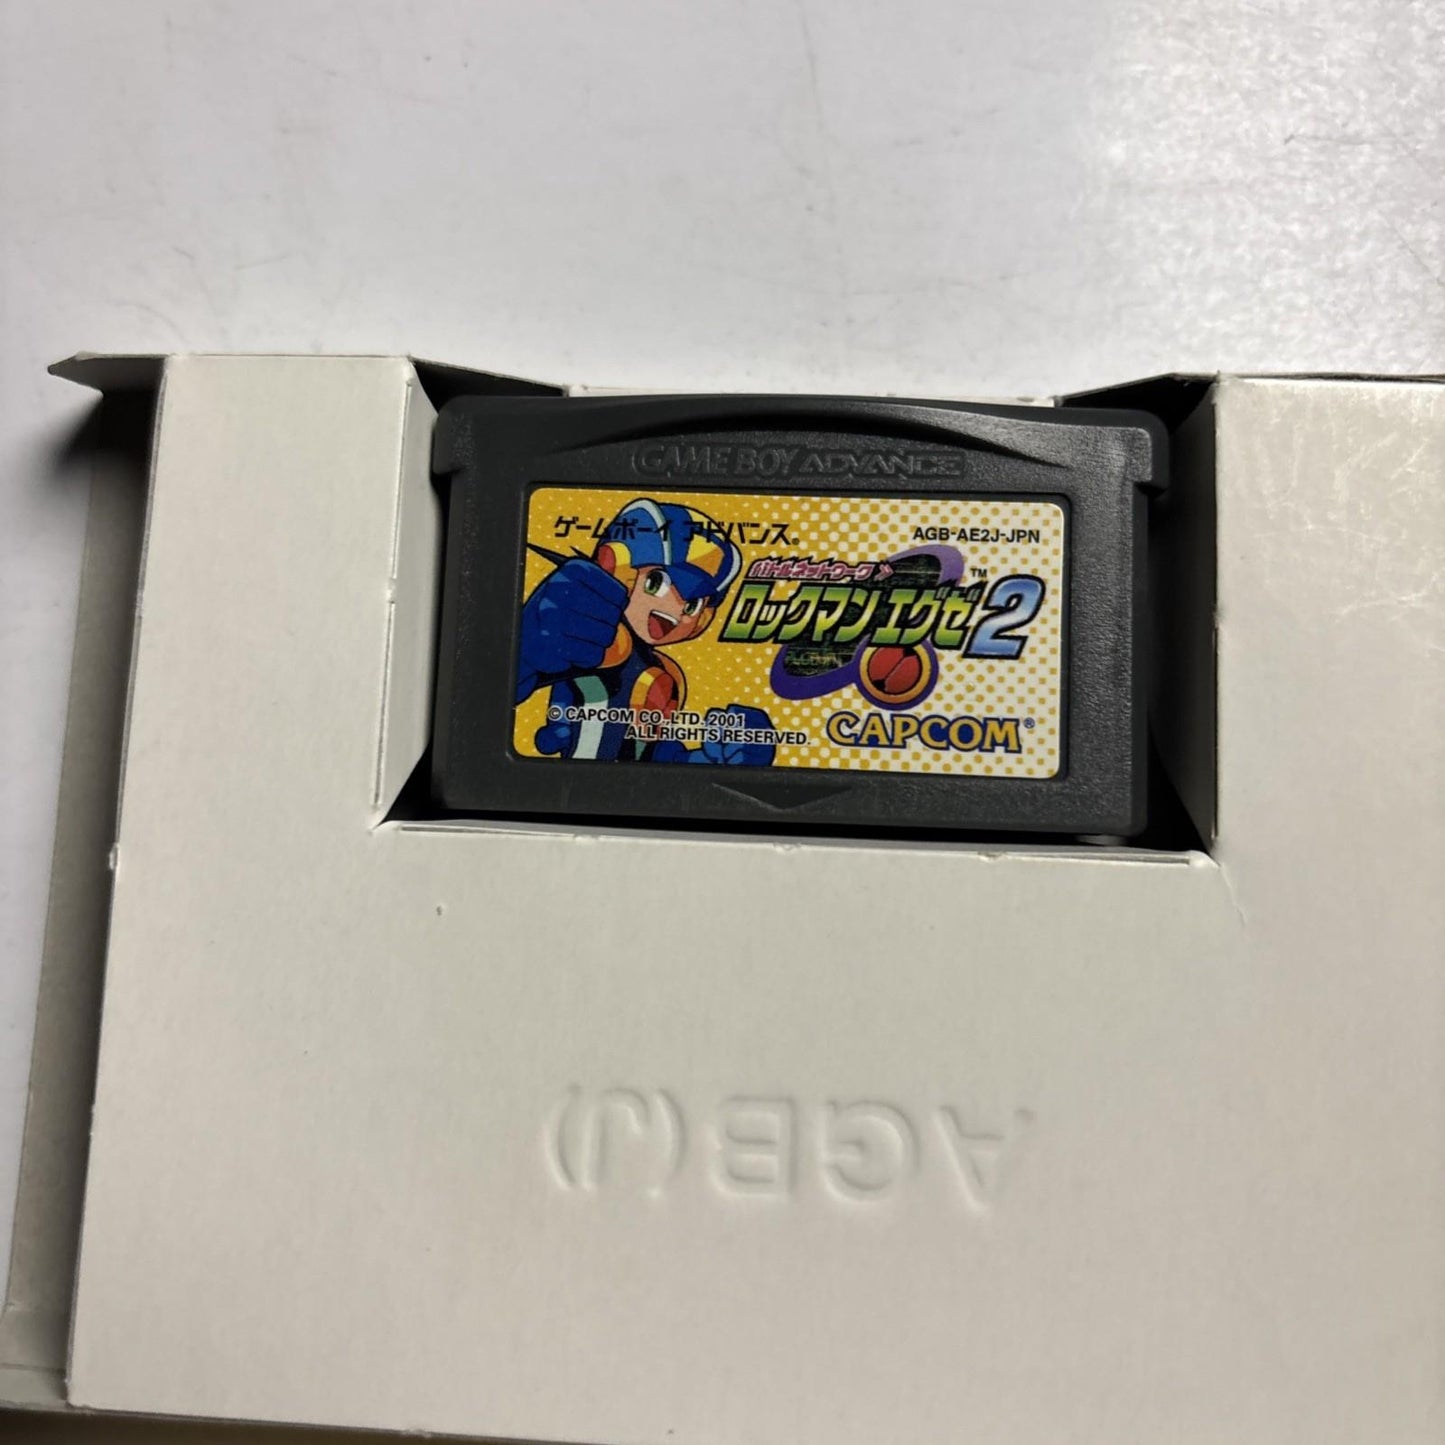 GAME BOY ADVANCE
ゲームボーイ アドバンス。
AGB-AE2J-JPN
バトルネットワーク
ロックマン エグゼ2™
© CAPCOM CO.,LTD. 2001
ALL RIGHTS RESERVED.
CAPCOM®
AGB (J)